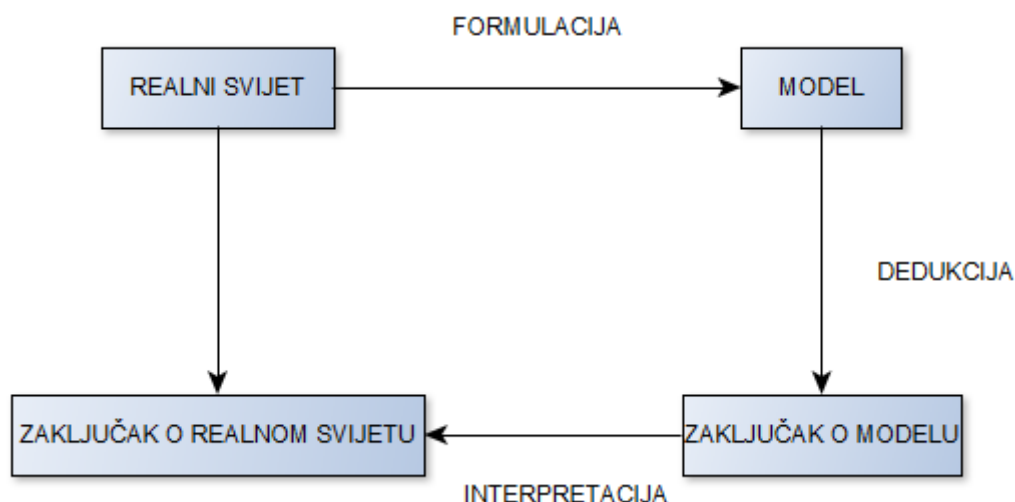 FORMULACIJA
REALNI SVIJET
MODEL
DEDUKCIJA
ZAKLJUČAK O REALNOM SVIJETU
ZAKLJUČAK O MODELU
INTERPRETACIJA